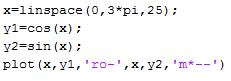 x=linspace(0,3*pi,25);
y1=cos(x);
y2=sin(x);
plot(x,y1,'ro-',x,y2,'m*--')